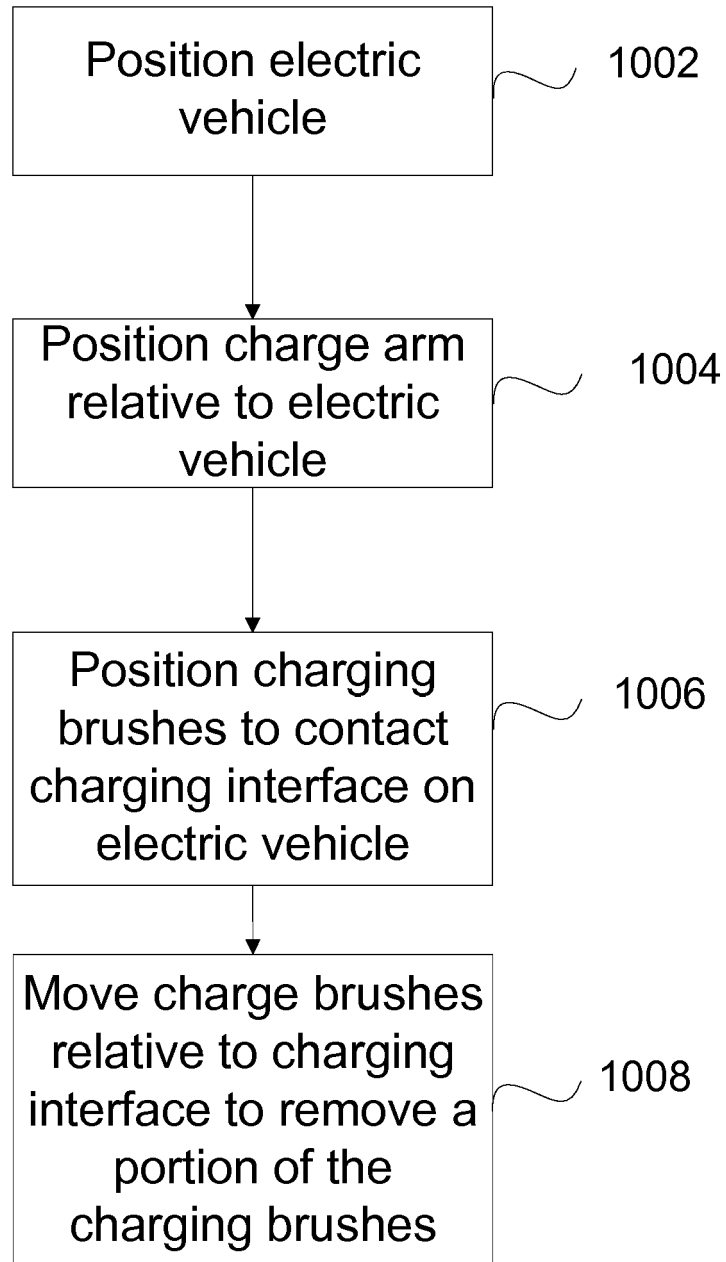 Position electric
vehicle
1002
Position charge arm
relative to electric
vehicle
1004
Position charging
brushes to contact
charging interface on
electric vehicle
1006
Move charge brushes
relative to charging
interface to remove a
portion of the
charging brushes
1008